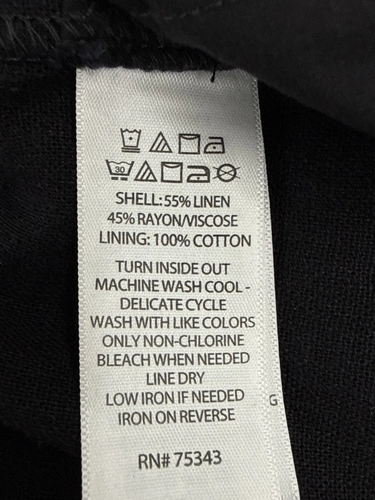 30
SHELL: 55% LINEN
45% RAYON/VISCOSE
LINING: 100% COTTON
TURN INSIDE OUT
MACHINE WASH COOL -
DELICATE CYCLE
WASH WITH LIKE COLORS
ONLY NON-CHLORINE
BLEACH WHEN NEEDED
LINE DRY
LOW IRON IF NEEDED
IRON ON REVERSE
G
RN# 75343